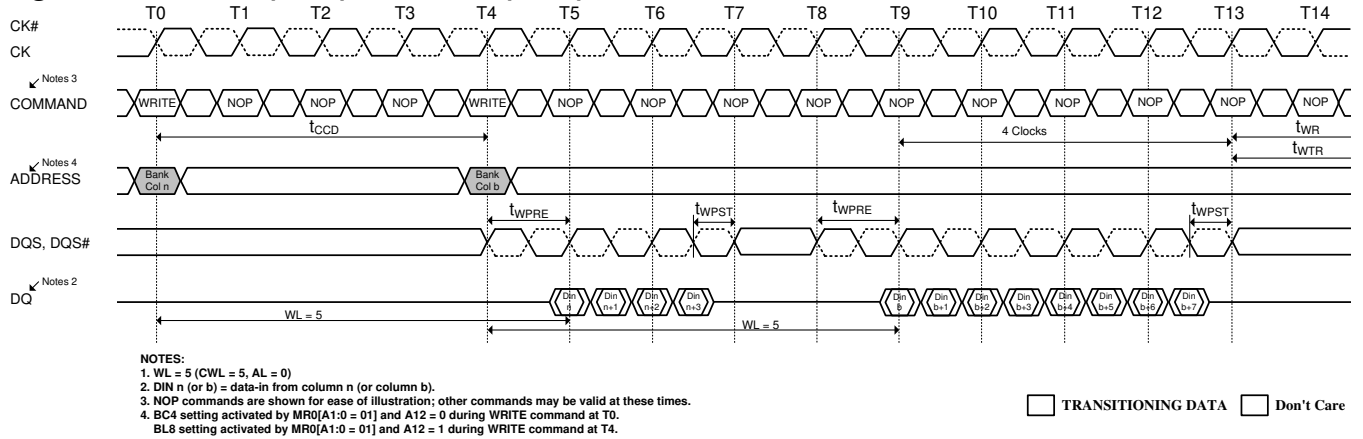 T0 T1 T2 T3 T4 T5 T6 T7 T8 T9 T10 T11 T12 T13 T14
CK#
CK
Notes 3
COMMAND WRITE NOP NOP NOP WRITE NOP NOP NOP NOP NOP NOP NOP NOP NOP NOP
tCCD 4 Clocks tWR
tWTR
Notes 4
ADDRESS Bank Col n Bank Col b
tWPRE tWPST tWPRE tWPST
DQS, DQS#
Notes 2
DQ Din n Din n+1 Din n+2 Din n+3 Din b Din b+1 Din b+2 Din b+3 Din b+4 Din b+5 Din b+6 Din b+7
WL = 5
WL = 5
NOTES:
1. WL = 5 (CWL = 5, AL = 0)
2. DIN n (or b) = data-in from column n (or column b).
3. NOP commands are shown for ease of illustration; other commands may be valid at these times.
4. BC4 setting activated by MR0[A1:0 = 01] and A12 = 0 during WRITE command at T0.
BL8 setting activated by MR0[A1:0 = 01] and A12 = 1 during WRITE command at T4.
TRANSITIONING DATA Don't Care